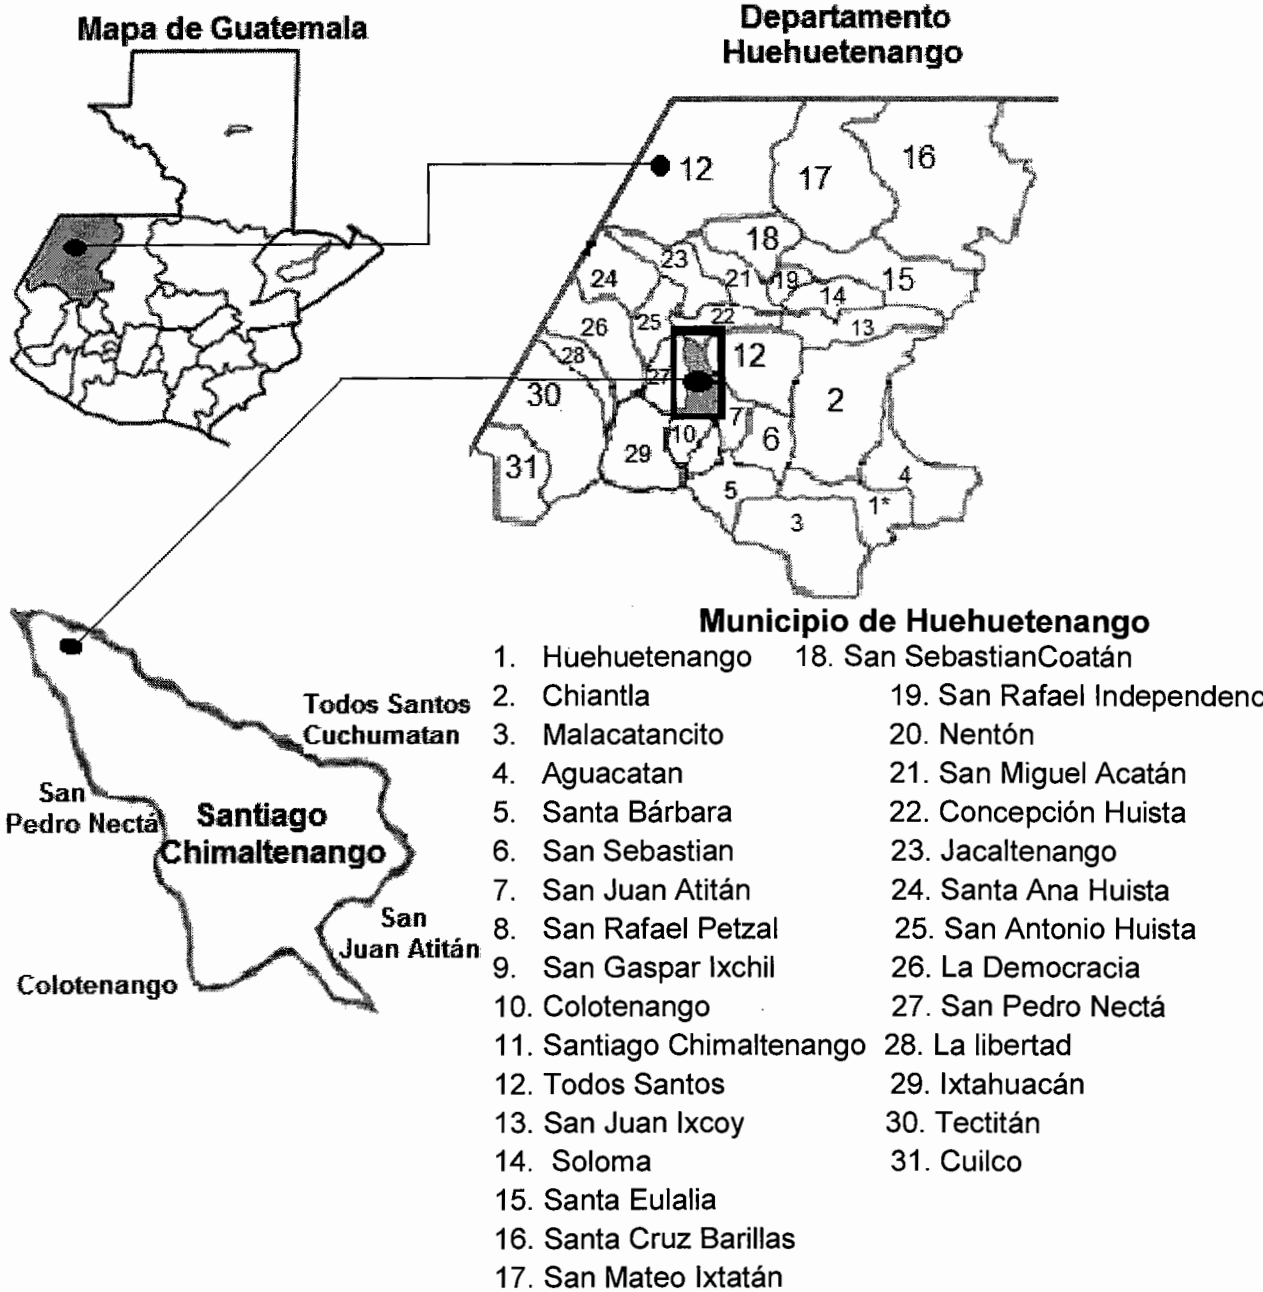 Mapa de Guatemala
Departamento
Huehuetenango
12
17
16
18
23
24
21
19
15
14
22
13
25
26
28
12
27
30
2
7
10
6
29
31
4
5
1*
3
Todos Santos
Cuchumatan
San
Pedro Nectá
Santiago
Chimaltenango
San
Juan Atitán
Colotenango
Municipio de Huehuetenango
1. Huehuetenango 18. San SebastianCoatán
2. Chiantla 19. San Rafael Independenc
3. Malacatancito 20. Nentón
4. Aguacatan 21. San Miguel Acatán
5. Santa Bárbara 22. Concepción Huista
6. San Sebastian 23. Jacaltenango
7. San Juan Atitán 24. Santa Ana Huista
8. San Rafael Petzal 25. San Antonio Huista
9. San Gaspar Ixchil 26. La Democracia
10. Colotenango 27. San Pedro Nectá
11. Santiago Chimaltenango 28. La libertad
12. Todos Santos 29. Ixtahuacán
13. San Juan Ixcoy 30. Tectitán
14. Soloma 31. Cuilco
15. Santa Eulalia
16. Santa Cruz Barillas
17. San Mateo Ixtatán